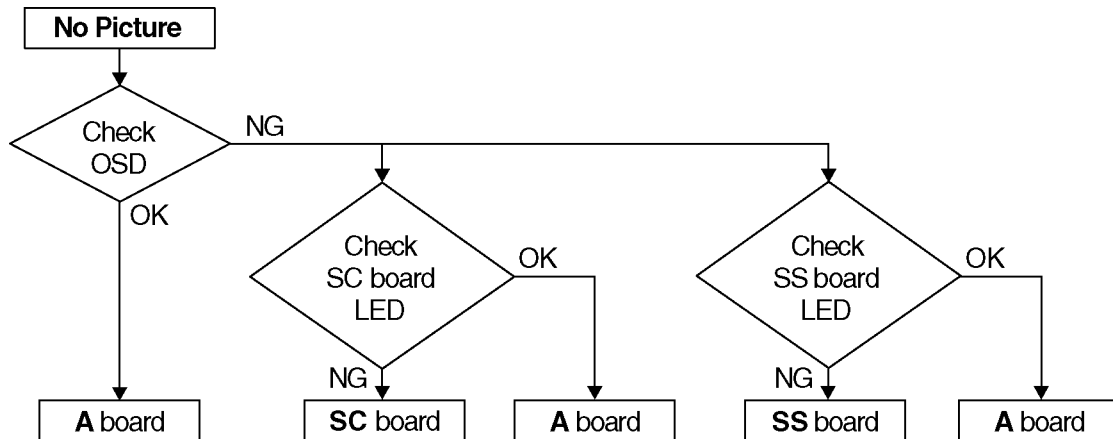 No Picture
Check
OSD
NG
OK
Check
SC board
LED
OK
NG
Check
SS board
LED
OK
NG
A board
SC board
A board
SS board
A board